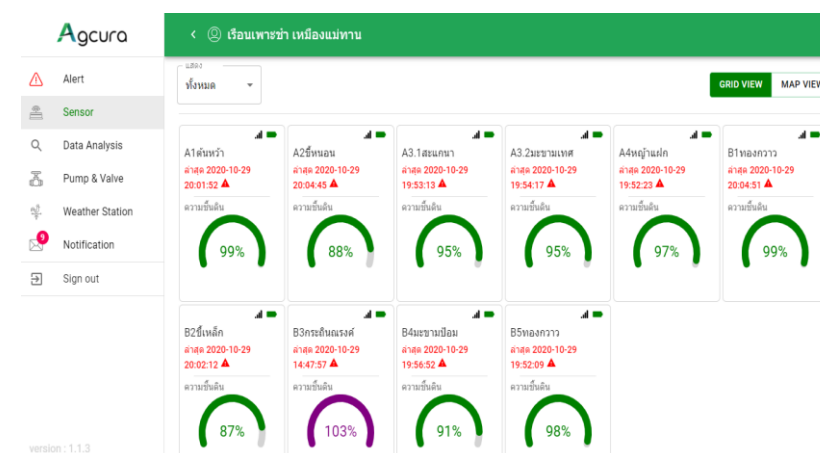 Agcura
เรือนเพาะชำ เหมืองแม่ทาน
Alert
Sensor
Data Analysis
Pump & Valve
Weather Station
9
Notification
Sign out
version : 1.1.3
แสดง
ทั้งหมด
GRID VIEW
MAP VIEW
A1ต้นหว้า
ล่าสุด 2020-10-29
20:01:52
ความชื้นดิน
99%
A2ขี้หนอน
ล่าสุด 2020-10-29
20:04:45
ความชื้นดิน
88%
A3.1สะแกนา
ล่าสุด 2020-10-29
19:53:13
ความชื้นดิน
95%
A3.2มะขามเทศ
ล่าสุด 2020-10-29
19:54:17
ความชื้นดิน
95%
A4หญ้าแฝก
ล่าสุด 2020-10-29
19:52:23
ความชื้นดิน
97%
B1ทองกวาว
ล่าสุด 2020-10-29
20:04:51
ความชื้นดิน
99%
B2ขี้เหล็ก
ล่าสุด 2020-10-29
20:02:12
ความชื้นดิน
87%
B3กระถินณรงค์
ล่าสุด 2020-10-29
14:47:57
ความชื้นดิน
103%
B4มะขามป้อม
ล่าสุด 2020-10-29
19:56:52
ความชื้นดิน
91%
B5ทองกวาว
ล่าสุด 2020-10-29
19:52:09
ความชื้นดิน
98%